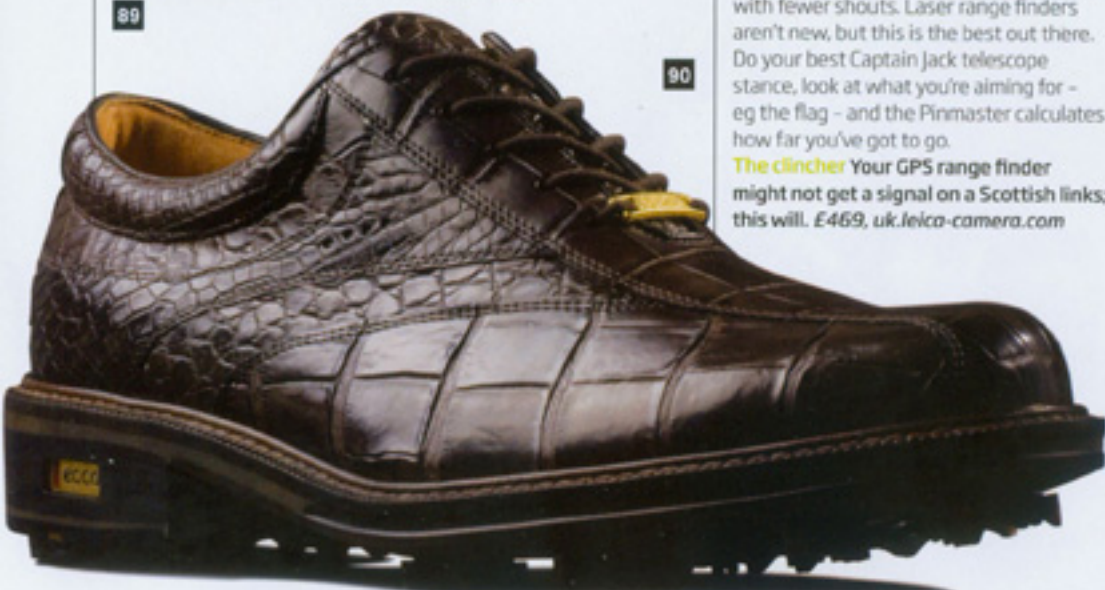 89
90
with fewer shouts. Laser range finders
aren't new, but this is the best out there.
Do your best Captain Jack telescope
stance, look at what you're aiming for –
eg the flag – and the Pinmaster calculates
how far you've got to go.
The clincher Your GPS range finder
might not get a signal on a Scottish links;
this will. £469, uk.leica-camera.com
ecco